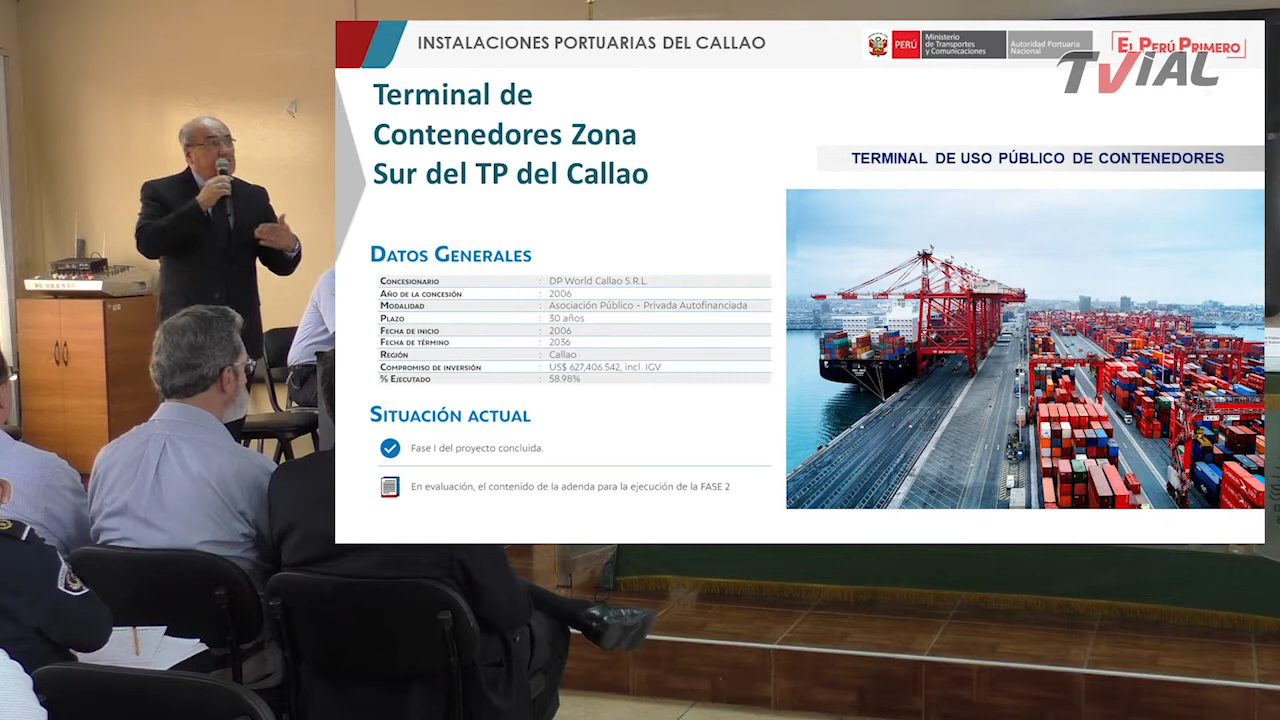 INSTALACIONES PORTUARIAS DEL CALLAO
PERÚ
Ministerio
de Transportes
y Comunicaciones
Autoridad Portuaria
Nacional
EL PERÚ PRIMERO
TViAL
Terminal de
Contenedores Zona
Sur del TP del Callao
TERMINAL DE USO PÚBLICO DE CONTENEDORES
DATOS GENERALES
CONCESIONARIO : DP World Callao S.R.L.
AÑO DE LA CONCESIÓN : 2006
MODALIDAD : Asociación Público - Privada Autofinanciada
PLAZO : 30 años
FECHA DE INICIO : 2006
FECHA DE TÉRMINO : 2036
REGIÓN : Callao
COMPROMISO DE INVERSIÓN : US$ 627,406.542, incl. IGV
% EJECUTADO : 58.98%
SITUACIÓN ACTUAL
Fase I del proyecto concluida.
En evaluación, el contenido de la adenda para la ejecución de la FASE 2